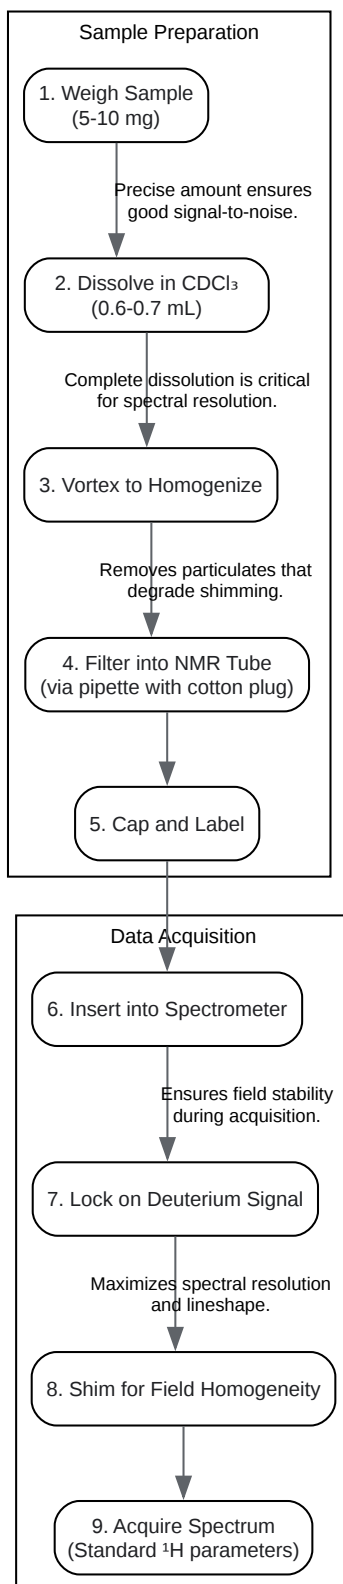 Sample Preparation
1. Weigh Sample
(5-10 mg)
Precise amount ensures
good signal-to-noise.
2. Dissolve in CDCl₃
(0.6-0.7 mL)
Complete dissolution is critical
for spectral resolution.
3. Vortex to Homogenize
Removes particulates that
degrade shimming.
4. Filter into NMR Tube
(via pipette with cotton plug)
5. Cap and Label
Data Acquisition
6. Insert into Spectrometer
Ensures field stability
during acquisition.
7. Lock on Deuterium Signal
Maximizes spectral resolution
and lineshape.
8. Shim for Field Homogeneity
9. Acquire Spectrum
(Standard ¹H parameters)